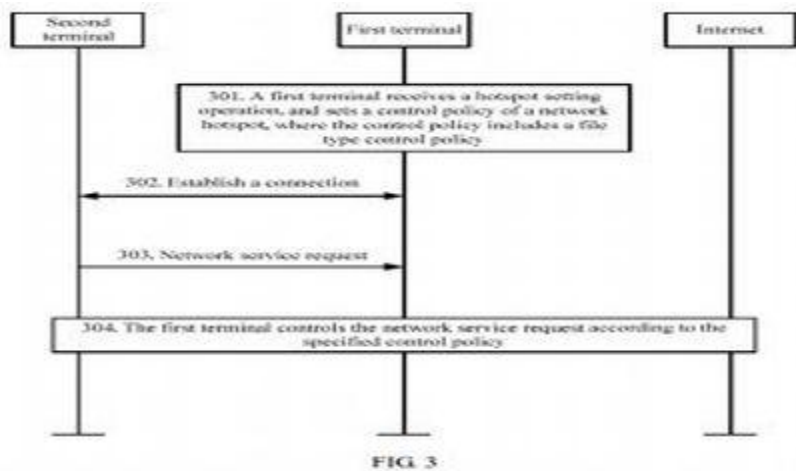 Second
terminal
First terminal
Internet
301. A first terminal receives a hotspot setting
operation, and sets a control policy of a network
hotspot, where the control policy includes a file
type control policy
302. Establish a connection
303. Network service request
304. The first terminal controls the network service request according to the
specified control policy
FIG. 3